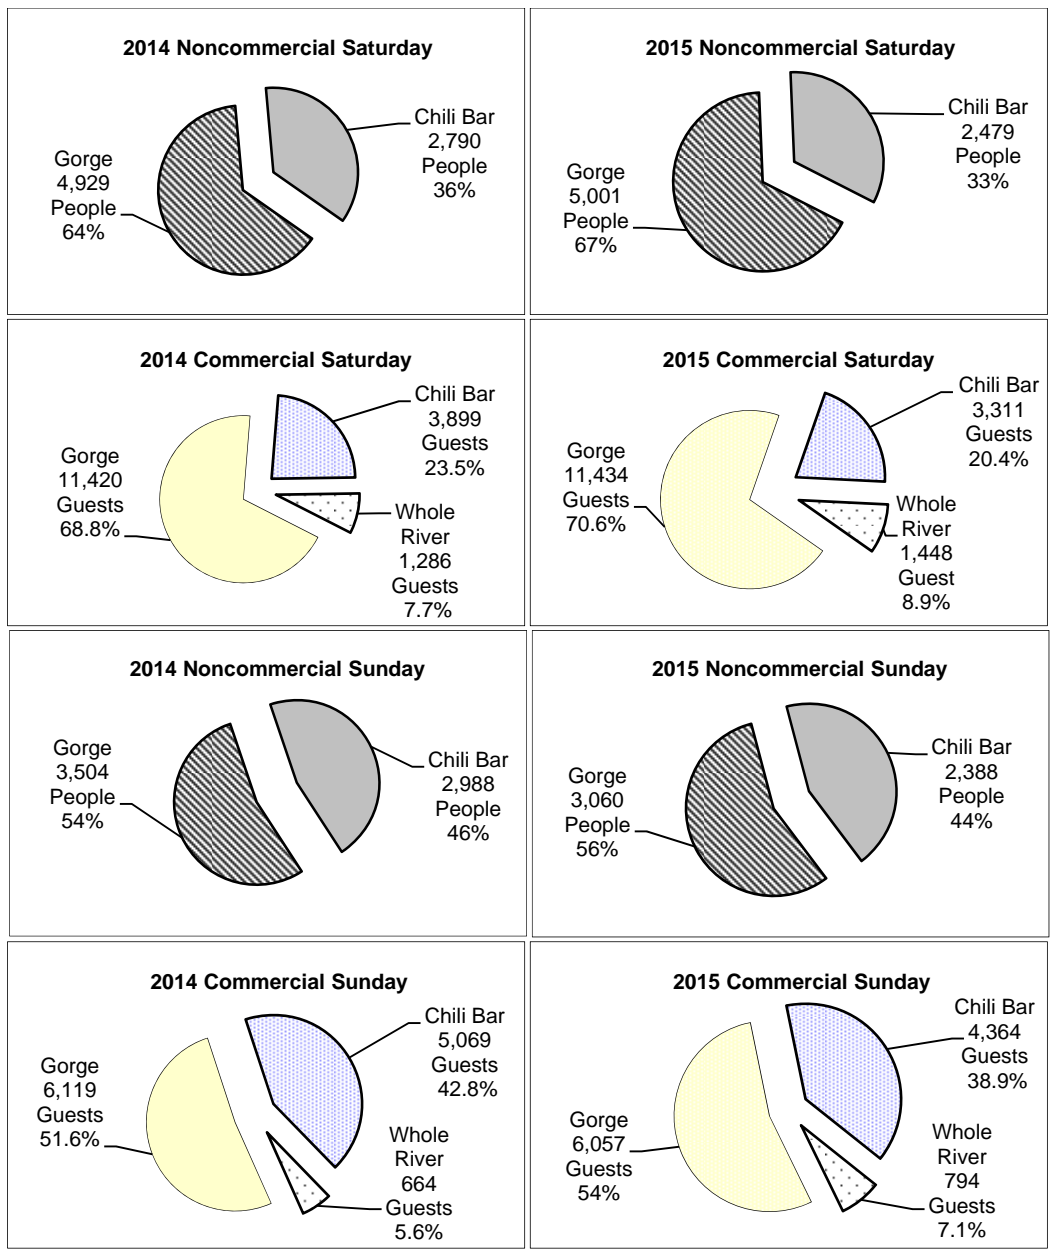 2014 Noncommercial Saturday
Chili Bar
2,790
People
36%
Gorge
4,929
People
64%
2015 Noncommercial Saturday
Chili Bar
2,479
People
33%
Gorge
5,001
People
67%
2014 Commercial Saturday
Chili Bar
3,899
Guests
23.5%
Gorge
11,420
Guests
68.8%
Whole
River
1,286
Guests
7.7%
2015 Commercial Saturday
Chili Bar
3,311
Guests
20.4%
Gorge
11,434
Guests
70.6%
Whole
River
1,448
Guest
8.9%
2014 Noncommercial Sunday
Gorge
3,504
People
54%
Chili Bar
2,988
People
46%
2015 Noncommercial Sunday
Chili Bar
2,388
People
44%
Gorge
3,060
People
56%
2014 Commercial Sunday
Chili Bar
5,069
Guests
42.8%
Gorge
6,119
Guests
51.6%
Whole
River
664
Guests
5.6%
2015 Commercial Sunday
Chili Bar
4,364
Guests
38.9%
Gorge
6,057
Guests
54%
Whole
River
794
Guests
7.1%